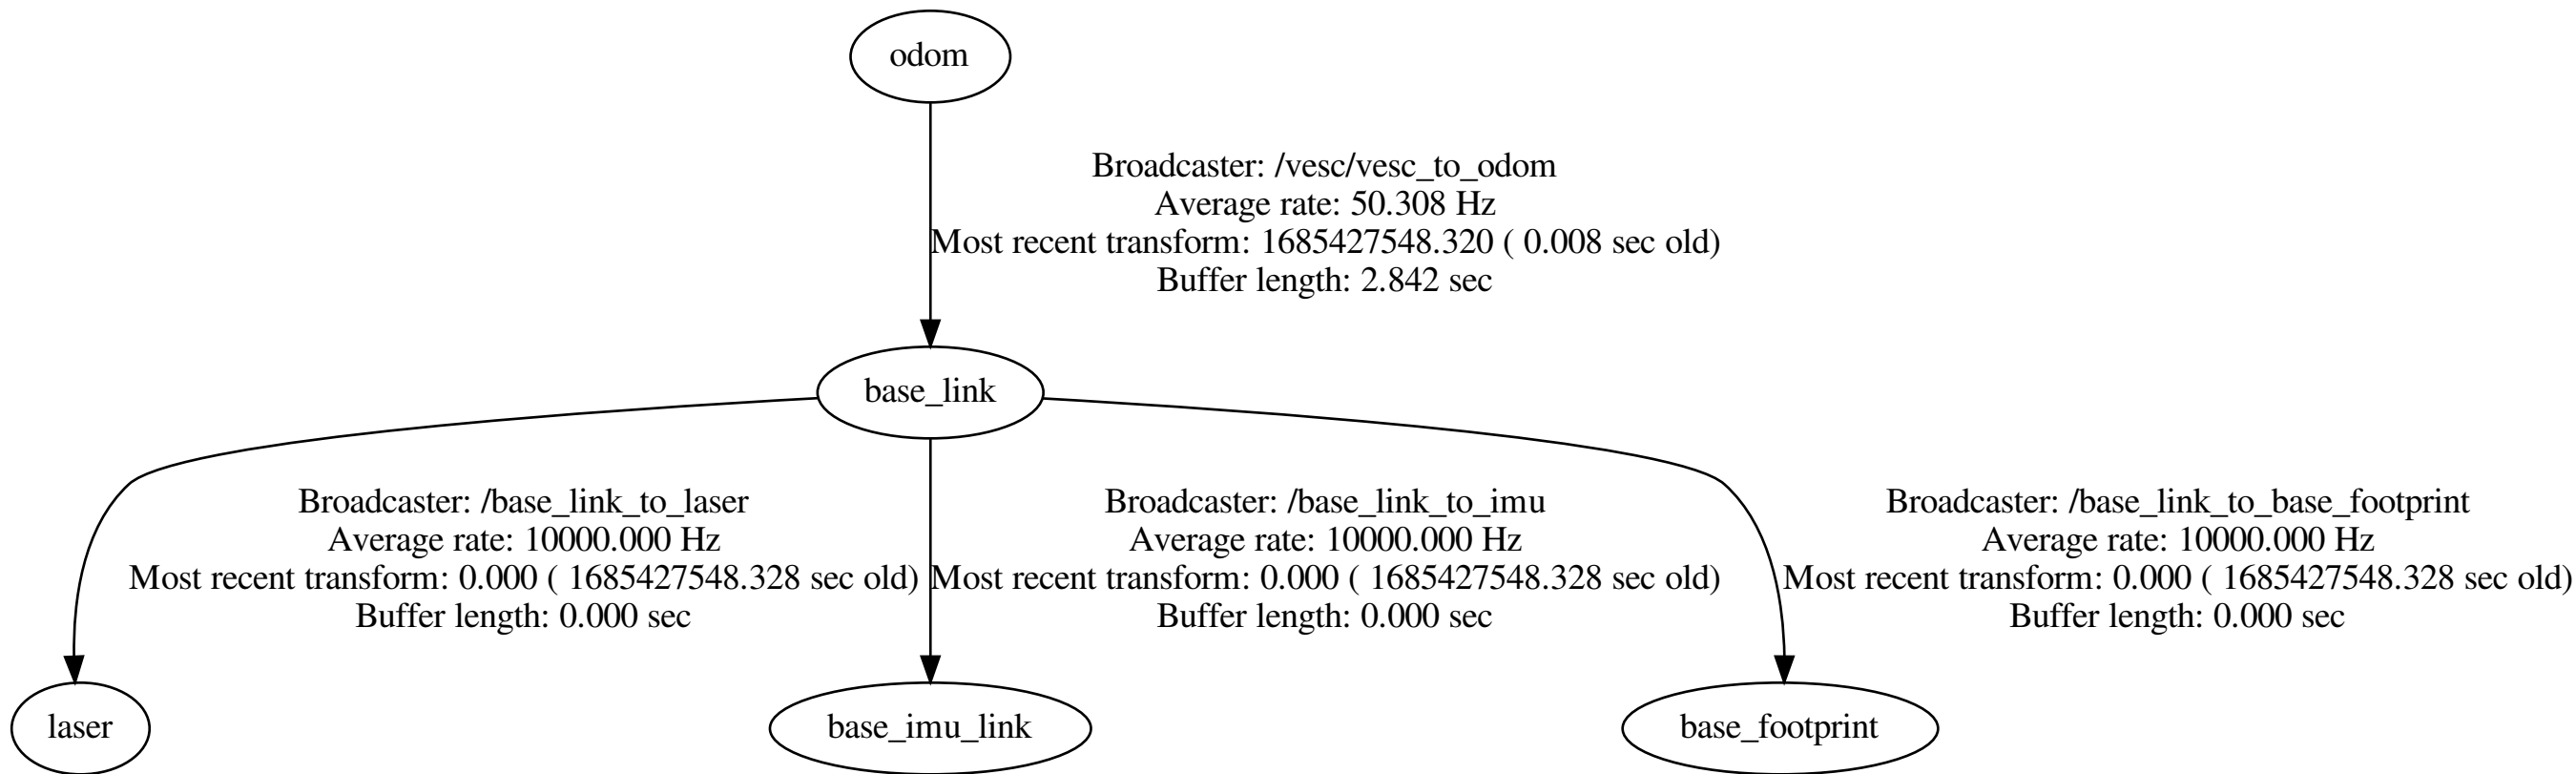 odom
Broadcaster: /vesc/vesc_to_odom
Average rate: 50.308 Hz
Most recent transform: 1685427548.320 ( 0.008 sec old)
Buffer length: 2.842 sec
base_link
Broadcaster: /base_link_to_laser
Average rate: 10000.000 Hz
Most recent transform: 0.000 ( 1685427548.328 sec old)
Buffer length: 0.000 sec
Broadcaster: /base_link_to_imu
Average rate: 10000.000 Hz
Most recent transform: 0.000 ( 1685427548.328 sec old)
Buffer length: 0.000 sec
Broadcaster: /base_link_to_base_footprint
Average rate: 10000.000 Hz
Most recent transform: 0.000 ( 1685427548.328 sec old)
Buffer length: 0.000 sec
laser
base_imu_link
base_footprint